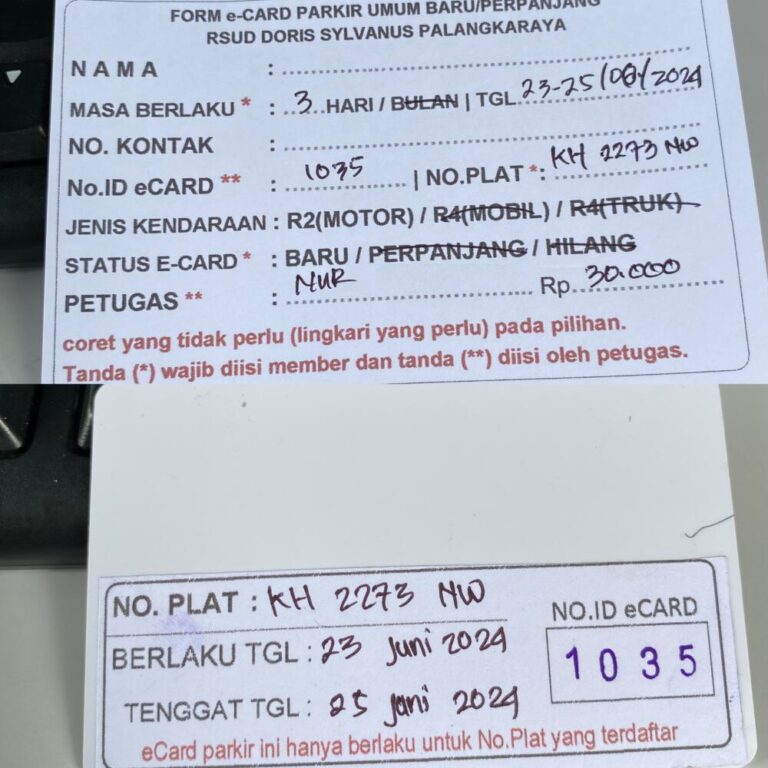 FORM e-CARD PARKIR UMUM BARU/PERPANJANG
RSUD DORIS SYLVANUS PALANGKARAYA
NAMA :
MASA BERLAKU * : 3 HARI / BULAN | TGL 23-25/06/2024
NO. KONTAK :
No.ID eCARD ** : 1035 | NO.PLAT *: KH 2273 NW
JENIS KENDARAAN : R2(MOTOR) / R4(MOBIL) / R4(TRUK)
STATUS E-CARD * : BARU / PERPANJANG / HILANG
PETUGAS ** : NUR Rp. 30.000
coret yang tidak perlu (lingkari yang perlu) pada pilihan.
Tanda (*) wajib diisi member dan tanda (**) diisi oleh petugas.
NO. PLAT : KH 2273 NW
BERLAKU TGL : 23 Juni 2024
TENGGAT TGL : 25 Juni 2024
NO.ID eCARD
1035
eCard parkir ini hanya berlaku untuk No.Plat yang terdaftar